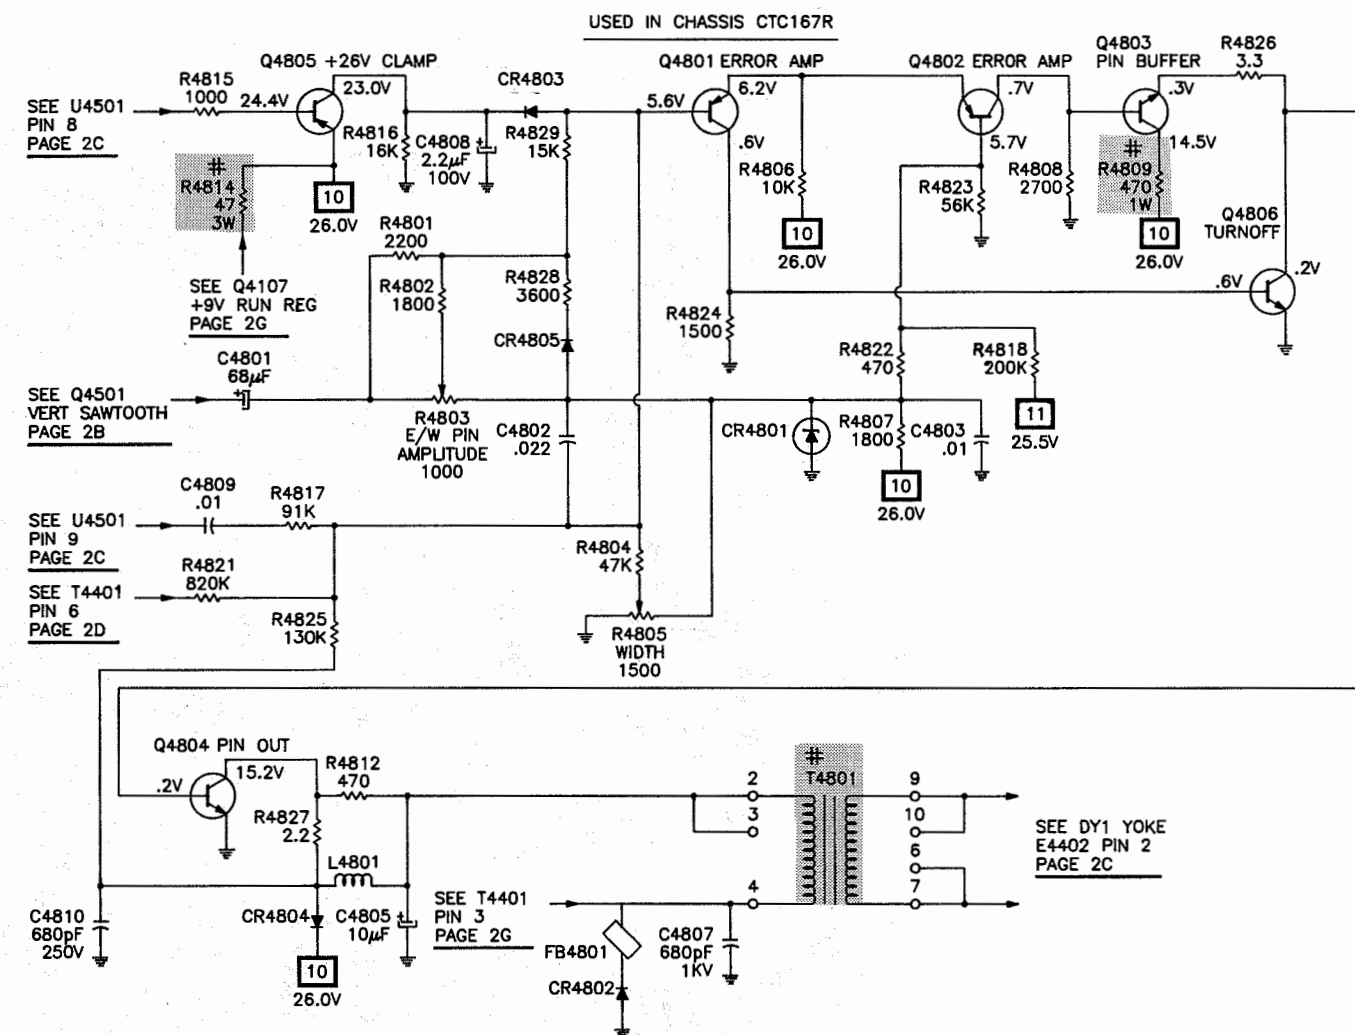 USED IN CHASSIS CTC167R
Q4805 +26V CLAMP
CR4803
Q4801 ERROR AMP
Q4802 ERROR AMP
Q4803
PIN BUFFER
R4826
3.3
R4815
1000
24.4V
23.0V
5.6V
6.2V
.7V
.3V
SEE U4501
PIN 8
PAGE 2C
R4816
16K
C4808
2.2µF
100V
R4829
15K
.6V
5.7V
14.5V
#
R4814
47
3W
10
26.0V
R4806
10K
10
26.0V
R4823
56K
R4808
2700
#
R4809
470
1W
10
26.0V
Q4806
TURNOFF
R4801
2200
R4802
1800
R4828
3600
.6V
.2V
SEE Q4107
+9V RUN REG
PAGE 2G
R4824
1500
CR4805
C4801
68µF
R4822
470
R4818
200K
SEE Q4501
VERT SAWTOOTH
PAGE 2B
R4803
E/W PIN
AMPLITUDE
1000
C4802
.022
CR4801
R4807
1800
C4803
.01
11
25.5V
10
26.0V
C4809
.01
R4817
91K
SEE U4501
PIN 9
PAGE 2C
R4821
820K
R4804
47K
SEE T4401
PIN 6
PAGE 2D
R4825
130K
R4805
WIDTH
1500
Q4804 PIN OUT
15.2V
.2V
R4812
470
R4827
2.2
L4801
#
T4801
2
3
4
9
10
6
7
SEE DY1 YOKE
E4402 PIN 2
PAGE 2C
C4810
680pF
250V
CR4804
C4805
10µF
SEE T4401
PIN 3
PAGE 2G
FB4801
C4807
680pF
1KV
10
26.0V
CR4802